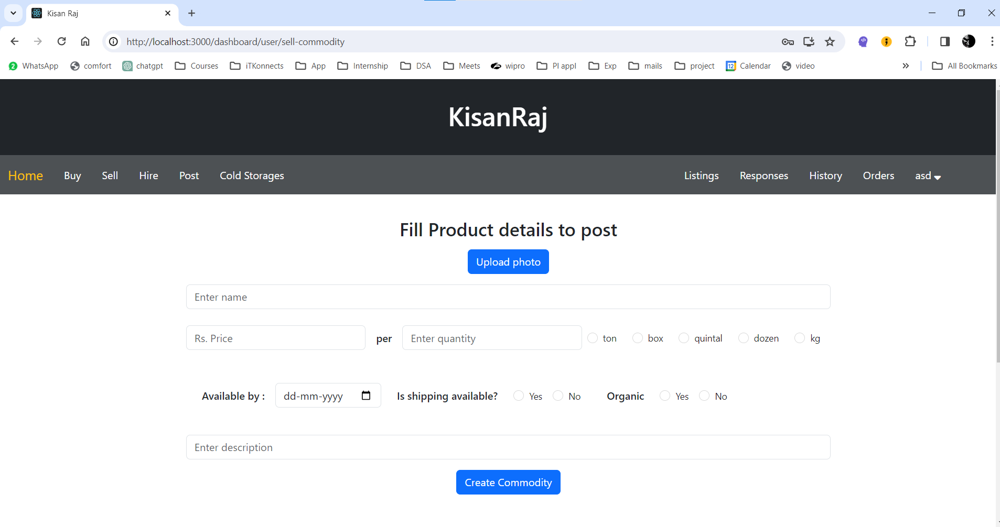 Kisan Raj
http://localhost:3000/dashboard/user/sell-commodity
2 WhatsApp comfort chatgpt Courses iTKonnects App Internship DSA Meets wipro PI appl Exp mails project 12 Calendar video » All Bookmarks
KisanRaj
Home Buy Sell Hire Post Cold Storages Listings Responses History Orders asd
Fill Product details to post
Upload photo
Enter name
Rs. Price per Enter quantity ton box quintal dozen kg
Available by : dd-mm-yyyy Is shipping available? Yes No Organic Yes No
Enter description
Create Commodity